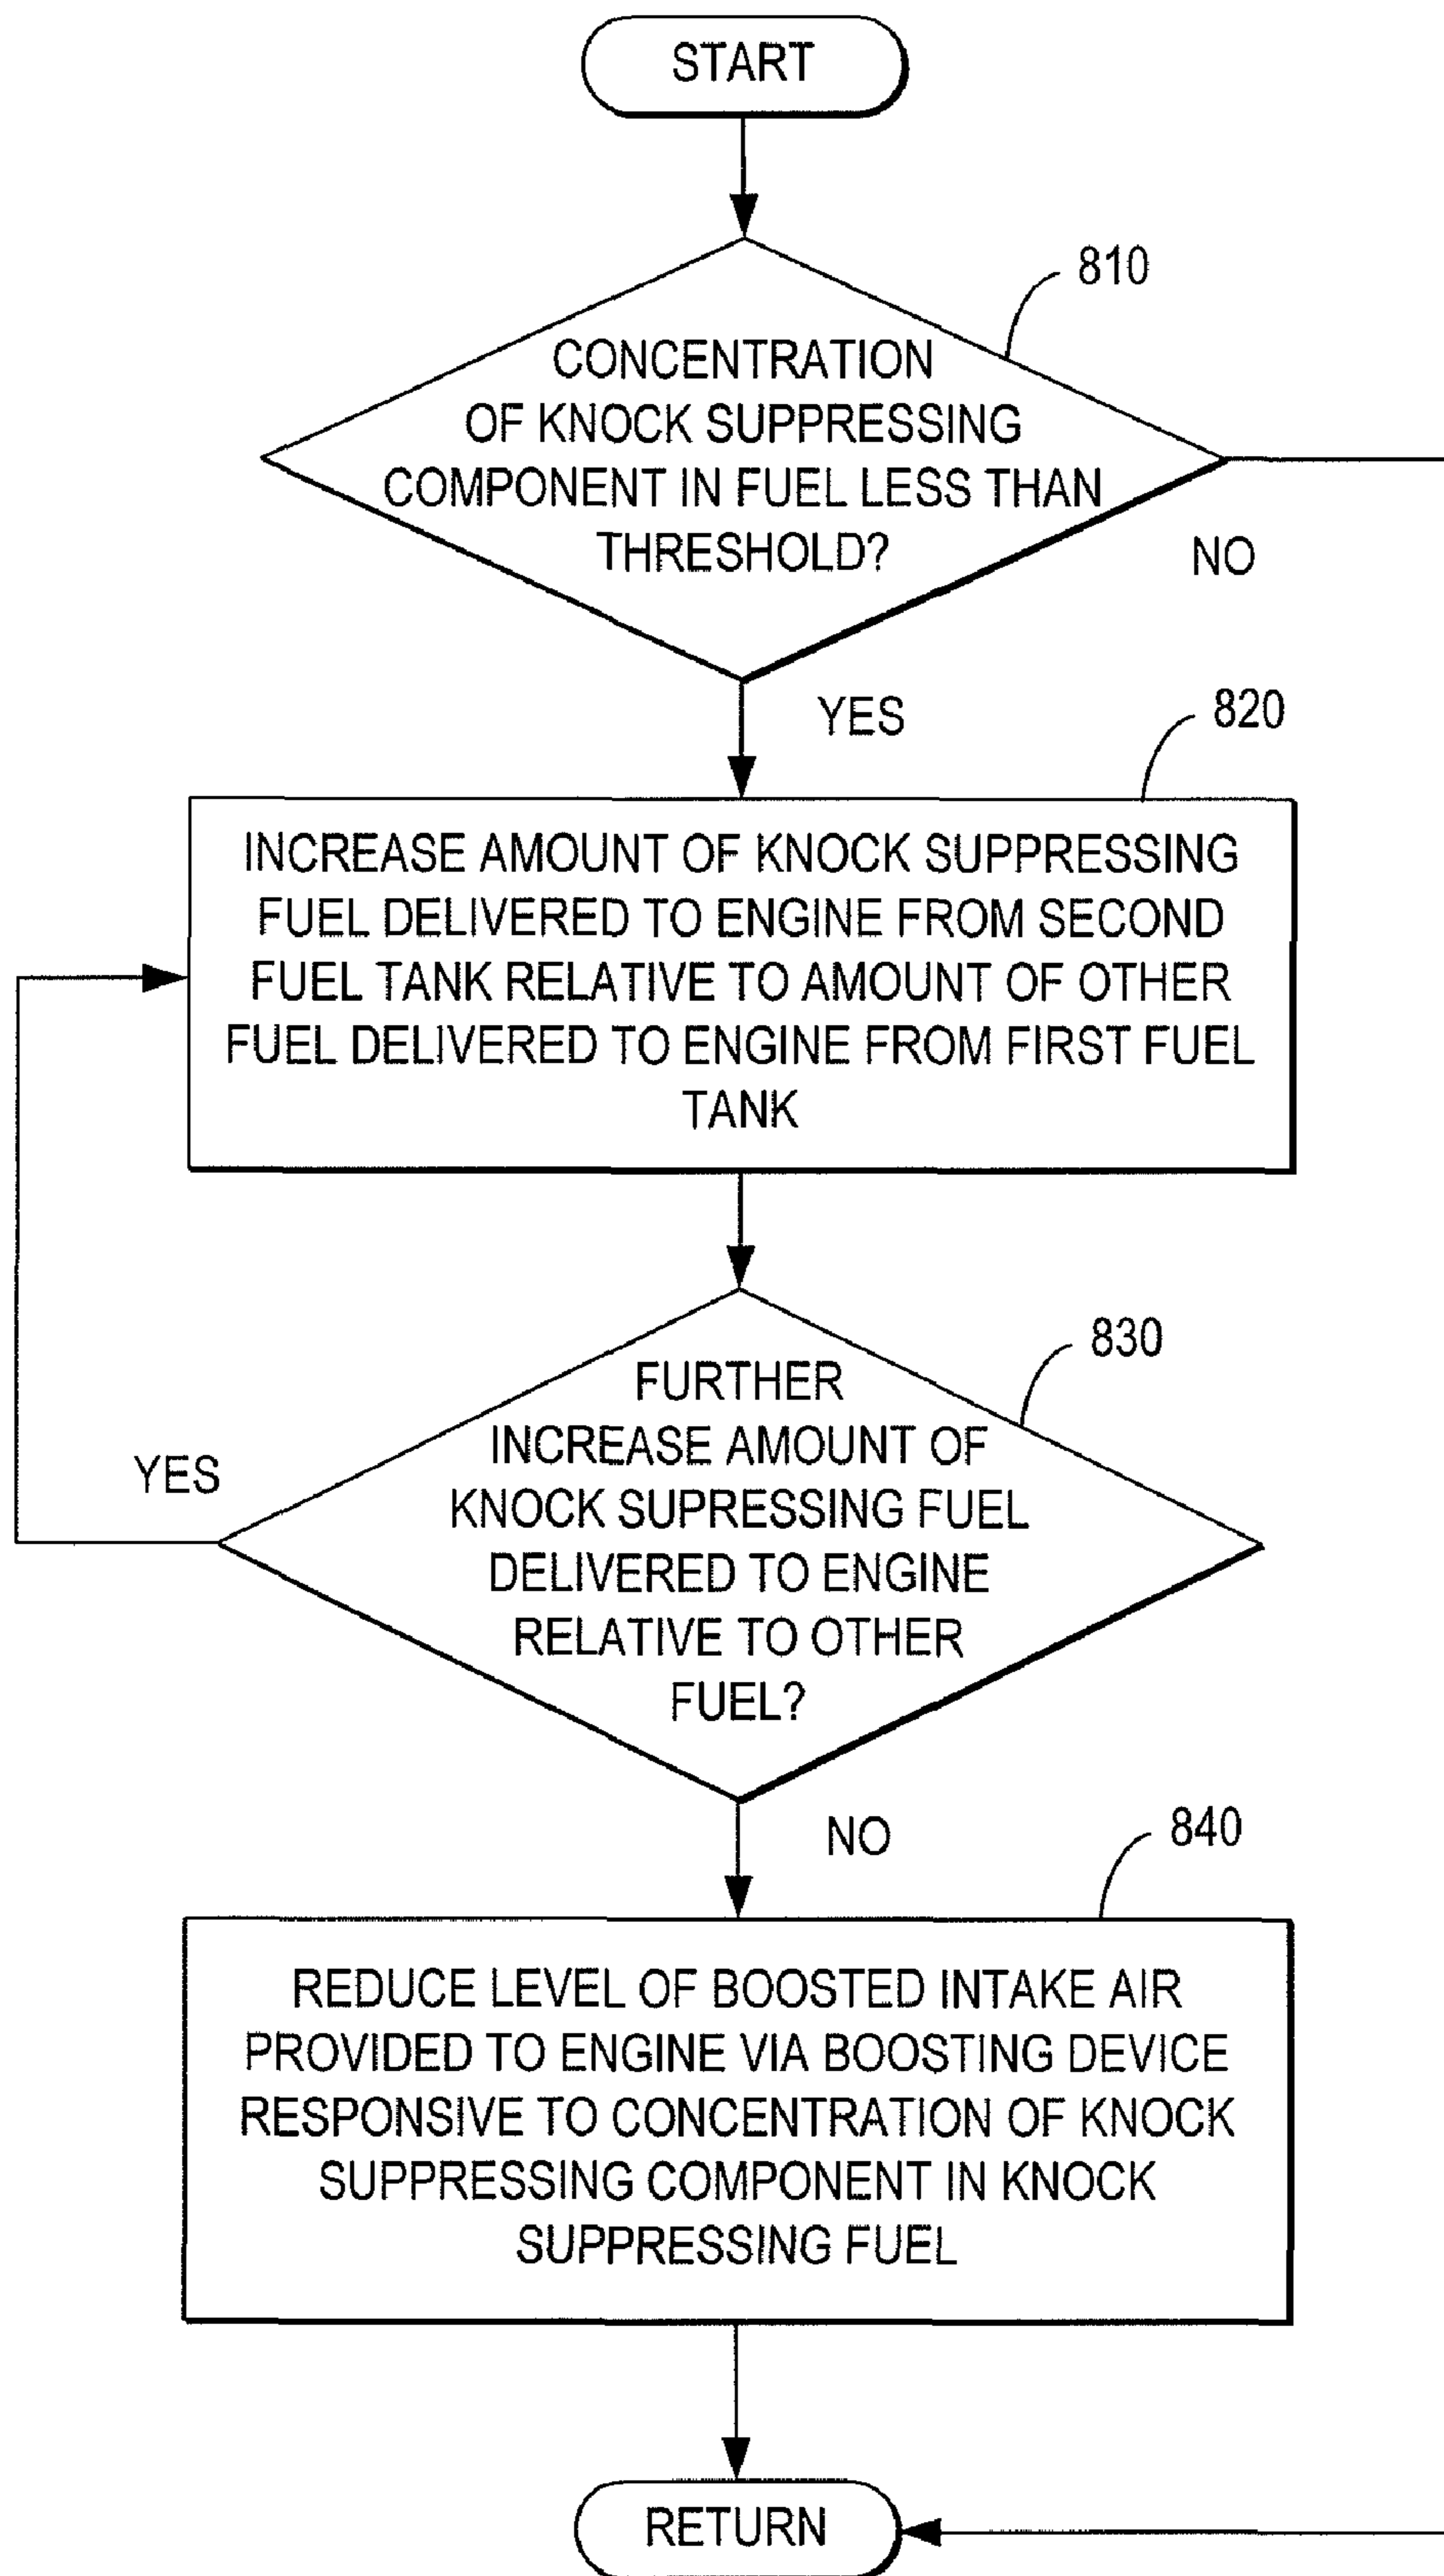 START
810
CONCENTRATION
OF KNOCK SUPPRESSING
COMPONENT IN FUEL LESS THAN
THRESHOLD?
NO
YES
820
INCREASE AMOUNT OF KNOCK SUPPRESSING
FUEL DELIVERED TO ENGINE FROM SECOND
FUEL TANK RELATIVE TO AMOUNT OF OTHER
FUEL DELIVERED TO ENGINE FROM FIRST FUEL
TANK
830
FURTHER
INCREASE AMOUNT OF
KNOCK SUPRESSING FUEL
DELIVERED TO ENGINE
RELATIVE TO OTHER
FUEL?
YES
NO
840
REDUCE LEVEL OF BOOSTED INTAKE AIR
PROVIDED TO ENGINE VIA BOOSTING DEVICE
RESPONSIVE TO CONCENTRATION OF KNOCK
SUPPRESSING COMPONENT IN KNOCK
SUPPRESSING FUEL
RETURN